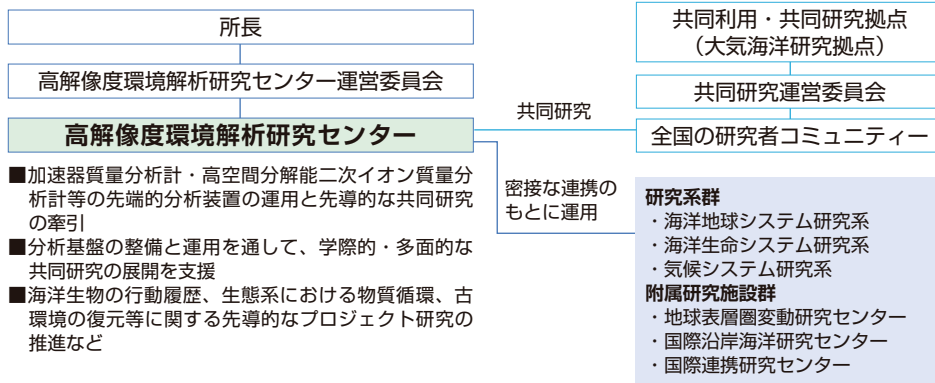 所長
高解像度環境解析研究センター運営委員会
高解像度環境解析研究センター
■加速器質量分析計・高空間分解能二次イオン質量分
析計等の先端的分析装置の運用と先導的な共同研究
の牽引
■分析基盤の整備と運用を通して、学際的・多面的な
共同研究の展開を支援
■海洋生物の行動履歴、生態系における物質循環、古
環境の復元等に関する先導的なプロジェクト研究の
推進など
共同研究
密接な連携の
もとに運用
共同利用・共同研究拠点
（大気海洋研究拠点）
共同研究運営委員会
全国の研究者コミュニティー
研究系群
・海洋地球システム研究系
・海洋生命システム研究系
・気候システム研究系
附属研究施設群
・地球表層圏変動研究センター
・国際沿岸海洋研究センター
・国際連携研究センター